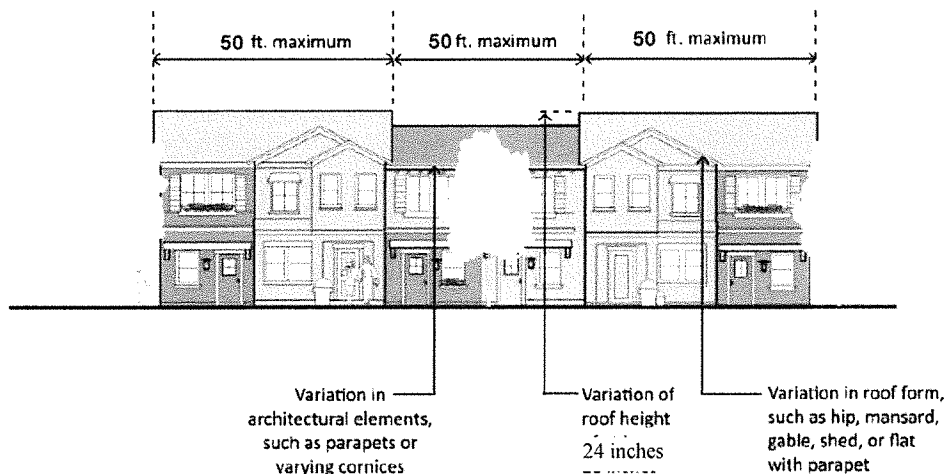 50 ft. maximum
50 ft. maximum
50 ft. maximum
Variation in
architectural elements,
such as parapets or
varying cornices
Variation of
roof height
24 inches
Variation in roof form,
such as hip, mansard,
gable, shed, or flat
with parapet